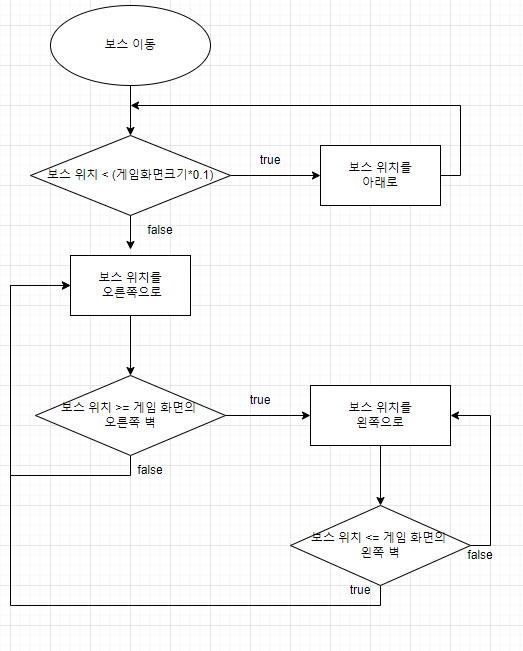 보스 이동
true
보스 위치 < (게임화면크기*0.1)
보스 위치를
아래로
false
보스 위치를
오른쪽으로
true
보스 위치 >= 게임 화면의
오른쪽 벽
보스 위치를
왼쪽으로
false
보스 위치 <= 게임 화면의
왼쪽 벽
false
true